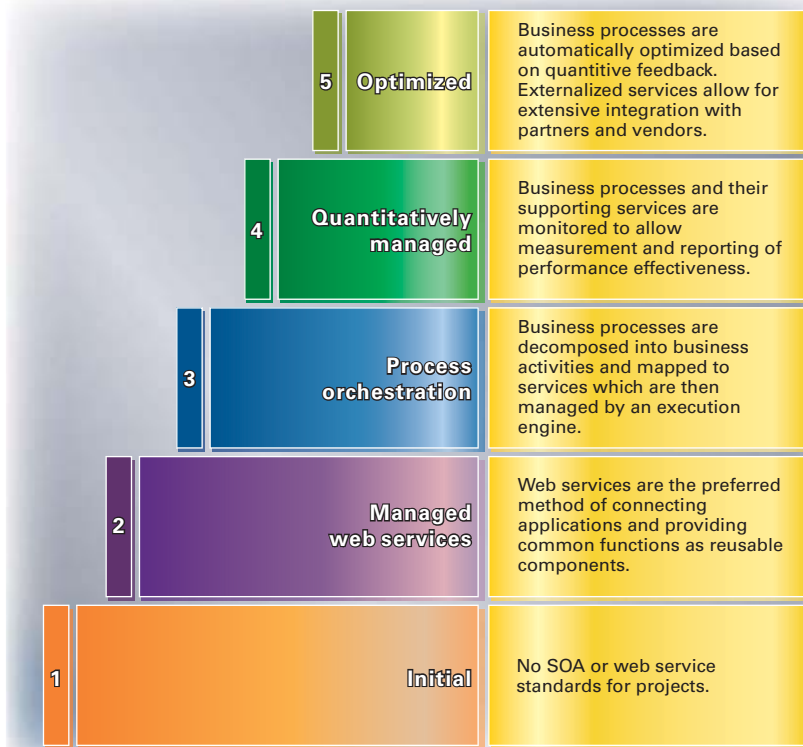 5
Optimized
Business processes are
automatically optimized based
on quantitive feedback.
Externalized services allow for
extensive integration with
partners and vendors.
4
Quantitatively
managed
Business processes and their
supporting services are
monitored to allow
measurement and reporting of
performance effectiveness.
3
Process
orchestration
Business processes are
decomposed into business
activities and mapped to
services which are then
managed by an execution
engine.
2
Managed
web services
Web services are the preferred
method of connecting
applications and providing
common functions as reusable
components.
1
Initial
No SOA or web service
standards for projects.